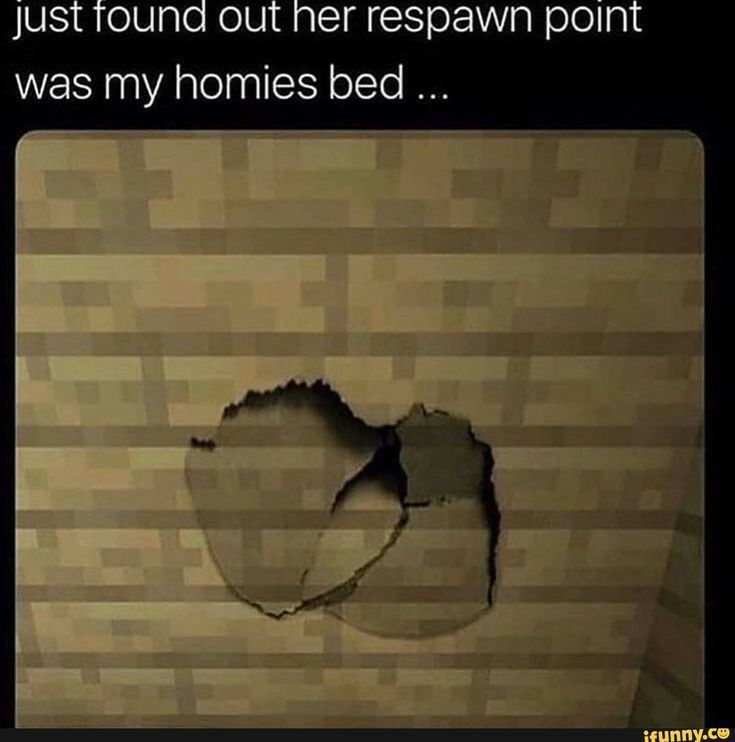 just found out her respawn point
was my homies bed ...
ifunny.co